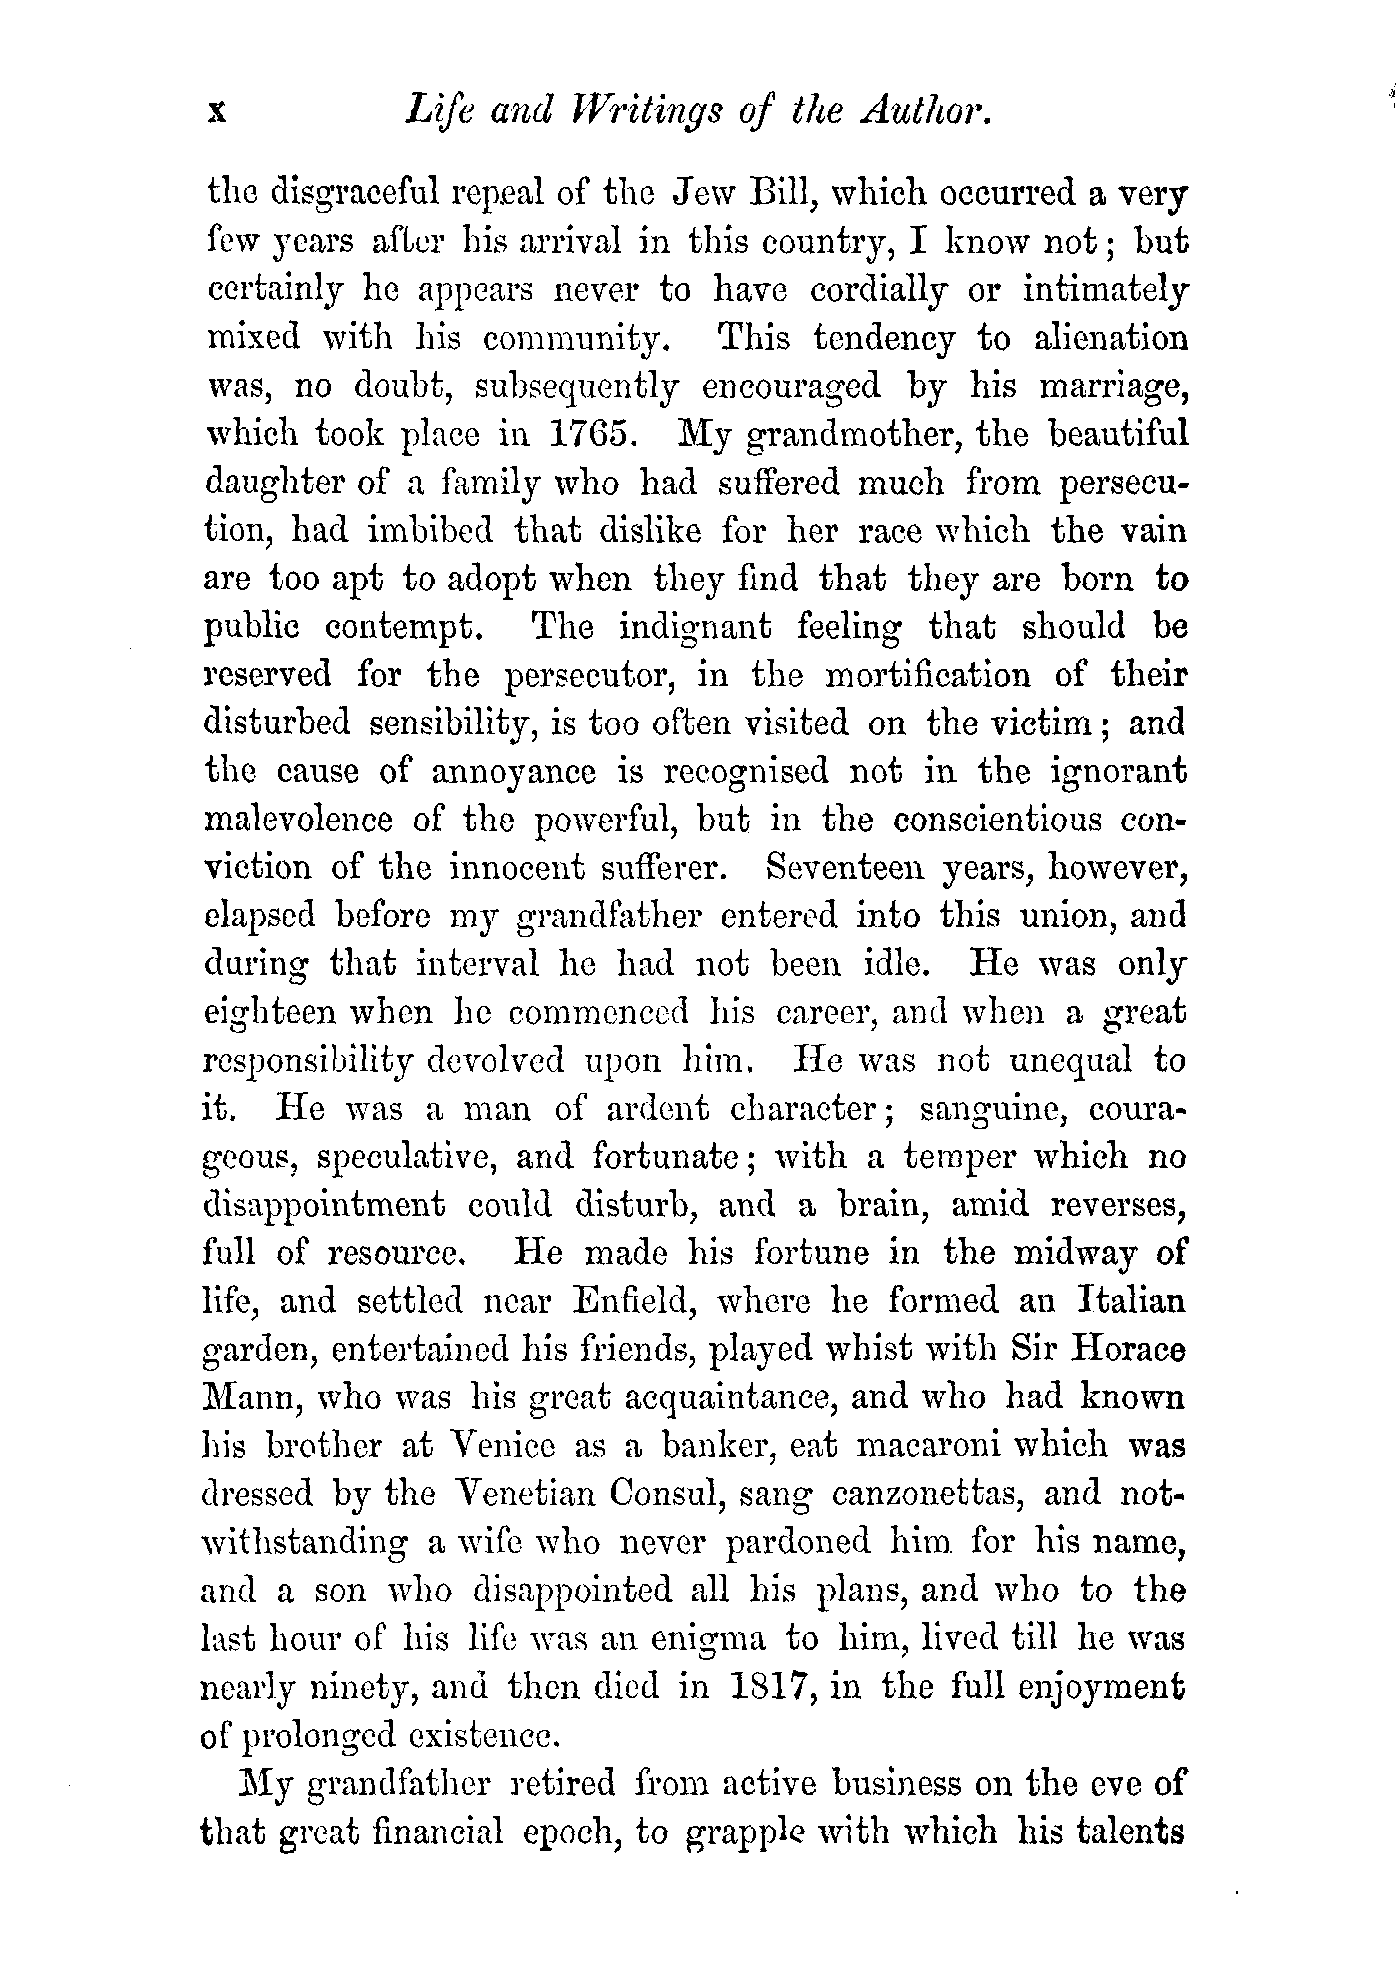 x Life and Writings of the Author.
the disgraceful repeal of the Jew Bill, which occurred a very
few years after his arrival in this country, I know not; but
certainly he appears never to have cordially or intimately
mixed with his community. This tendency to alienation
was, no doubt, subsequently encouraged by his marriage,
which took place in 1765. My grandmother, the beautiful
daughter of a family who had suffered much from persecu-
tion, had imbibed that dislike for her race which the vain
are too apt to adopt when they find that they are born to
public contempt. The indignant feeling that should be
reserved for the persecutor, in the mortification of their
disturbed sensibility, is too often visited on the victim; and
the cause of annoyance is recognised not in the ignorant
malevolence of the powerful, but in the conscientious con-
viction of the innocent sufferer. Seventeen years, however,
elapsed before my grandfather entered into this union, and
during that interval he had not been idle. He was only
eighteen when he commenced his career, and when a great
responsibility devolved upon him. He was not unequal to
it. He was a man of ardent character; sanguine, coura-
geous, speculative, and fortunate; with a temper which no
disappointment could disturb, and a brain, amid reverses,
full of resource. He made his fortune in the midway of
life, and settled near Enfield, where he formed an Italian
garden, entertained his friends, played whist with Sir Horace
Mann, who was his great acquaintance, and who had known
his brother at Venice as a banker, eat macaroni which was
dressed by the Venetian Consul, sang canzonettas, and not-
withstanding a wife who never pardoned him for his name,
and a son who disappointed all his plans, and who to the
last hour of his life was an enigma to him, lived till he was
nearly ninety, and then died in 1817, in the full enjoyment
of prolonged existence.
My grandfather retired from active business on the eve of
that great financial epoch, to grapple with which his talents